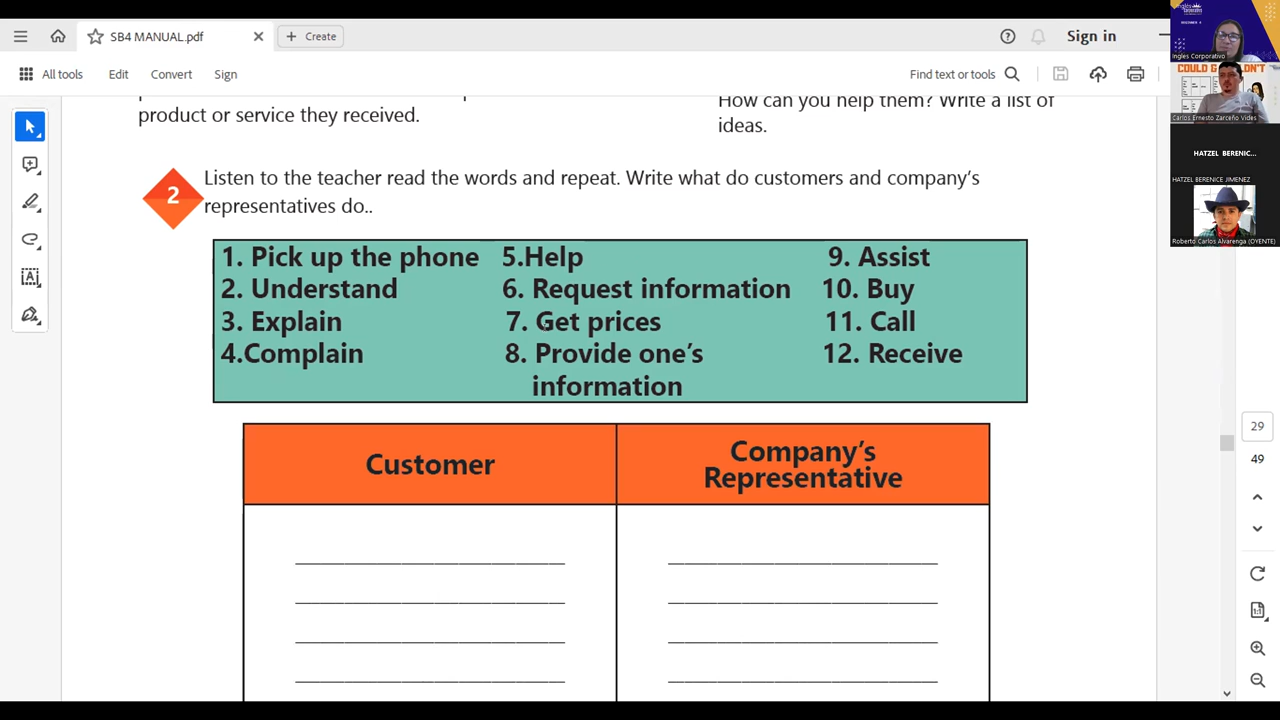 SB4 MANUAL.pdf
Create
Sign in
All tools
Edit
Convert
Sign
Find text or tools
product or service they received.
How can you help them? Write a list of
ideas.
2
Listen to the teacher read the words and repeat. Write what do customers and company's
representatives do..
1. Pick up the phone
2. Understand
3. Explain
4.Complain
5.Help
6. Request information
7. Get prices
8. Provide one's
information
9. Assist
10. Buy
11. Call
12. Receive
Customer
Company's
Representative
29
49
Ingles Corporativo
COULD &
Carlos Ernesto Zarceño Vides
HATZEL BERENIC...
HATZEL BERENICE JIMENEZ
Roberto Carlos Alvarenga (OYENTE)